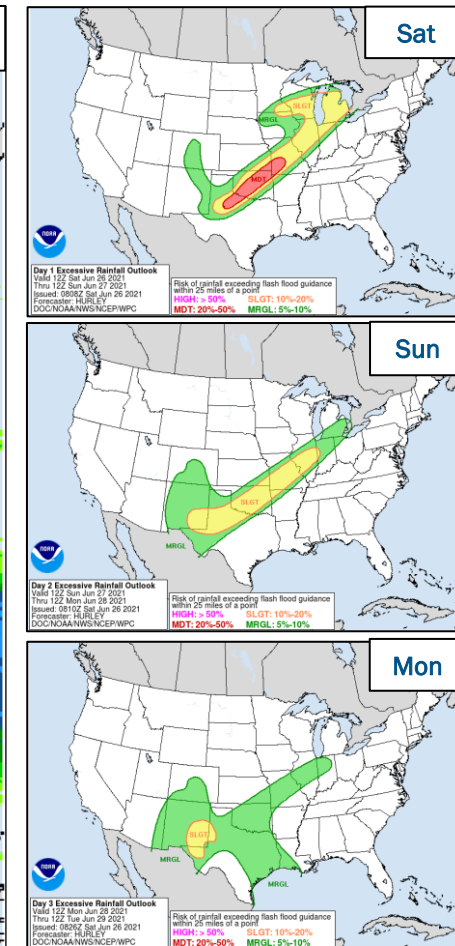 Sat
SLGT
MRGL
MDT
NOAA
Day 1 Excessive Rainfall Outlook
Valid 12Z Sat Jun 26 2021
Thru 12Z Sun Jun 27 2021
Issued: 0808Z Sat Jun 26 2021
Forecaster: HURLEY
DOC/NOAA/NWS/NCEP/WPC
Risk of rainfall exceeding flash flood guidance
within 25 miles of a point
HIGH: > 50% SLGT: 10%-20%
MDT: 20%-50% MRGL: 5%-10%
Sun
SLGT
MRGL
NOAA
Day 2 Excessive Rainfall Outlook
Valid 12Z Sun Jun 27 2021
Thru 12Z Mon Jun 28 2021
Issued: 0810Z Sat Jun 26 2021
Forecaster: HURLEY
DOC/NOAA/NWS/NCEP/WPC
Risk of rainfall exceeding flash flood guidance
within 25 miles of a point
HIGH: > 50% SLGT: 10%-20%
MDT: 20%-50% MRGL: 5%-10%
Mon
SLGT
MRGL
MRGL
NOAA
Day 3 Excessive Rainfall Outlook
Valid 12Z Mon Jun 28 2021
Thru 12Z Tue Jun 29 2021
Issued: 0826Z Sat Jun 26 2021
Forecaster: HURLEY
DOC/NOAA/NWS/NCEP/WPC
Risk of rainfall exceeding flash flood guidance
within 25 miles of a point
HIGH: > 50% SLGT: 10%-20%
MDT: 20%-50% MRGL: 5%-10%